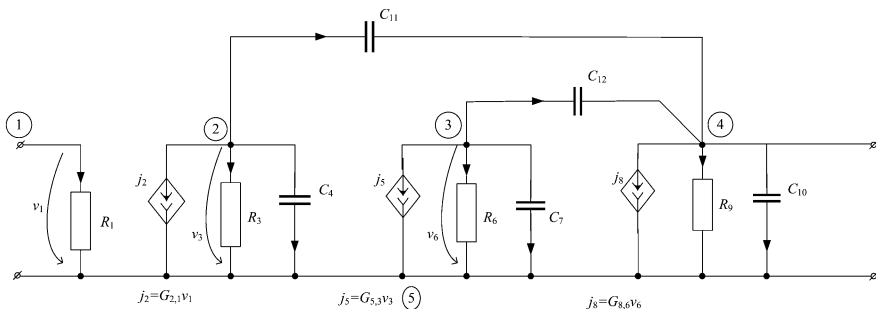 C₁₁
C₁₂
1
2
3
4
j₂
C₄
j₅
j₈
v₁
R₁
v₃
R₃
v₆
R₆
C₇
R₉
C₁₀
j₂=G₂,₁v₁
j₅=G₅,₃v₃
5
j₈=G₈,₆v₆